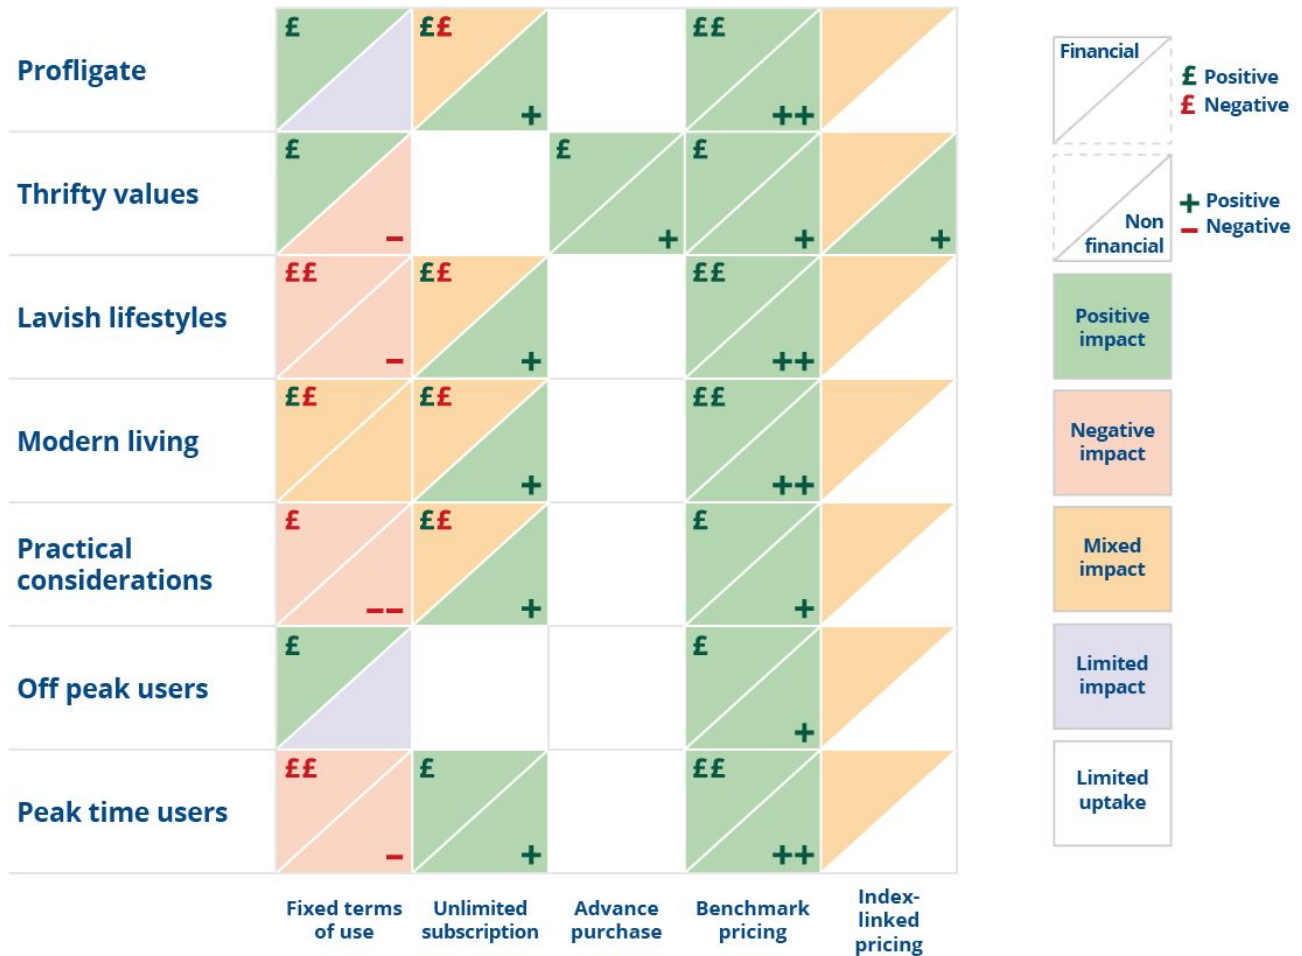 ££ £ ££ ££
Profligate
+ ++
£ £ £
Thrifty values
− + + +
££ ££ ££
Lavish lifestyles
− + ++
££ ££ ££
Modern living
+ ++
£ ££ £
Practical
considerations
−− + +
£ £
Off peak users
+
££ £ ££
Peak time users
− + ++
Fixed terms
of use
Unlimited
subscription
Advance
purchase
Benchmark
pricing
Index-
linked
pricing
Financial
£ Positive
£ Negative
Non
financial
+ Positive
− Negative
Positive
impact
Negative
impact
Mixed
impact
Limited
impact
Limited
uptake